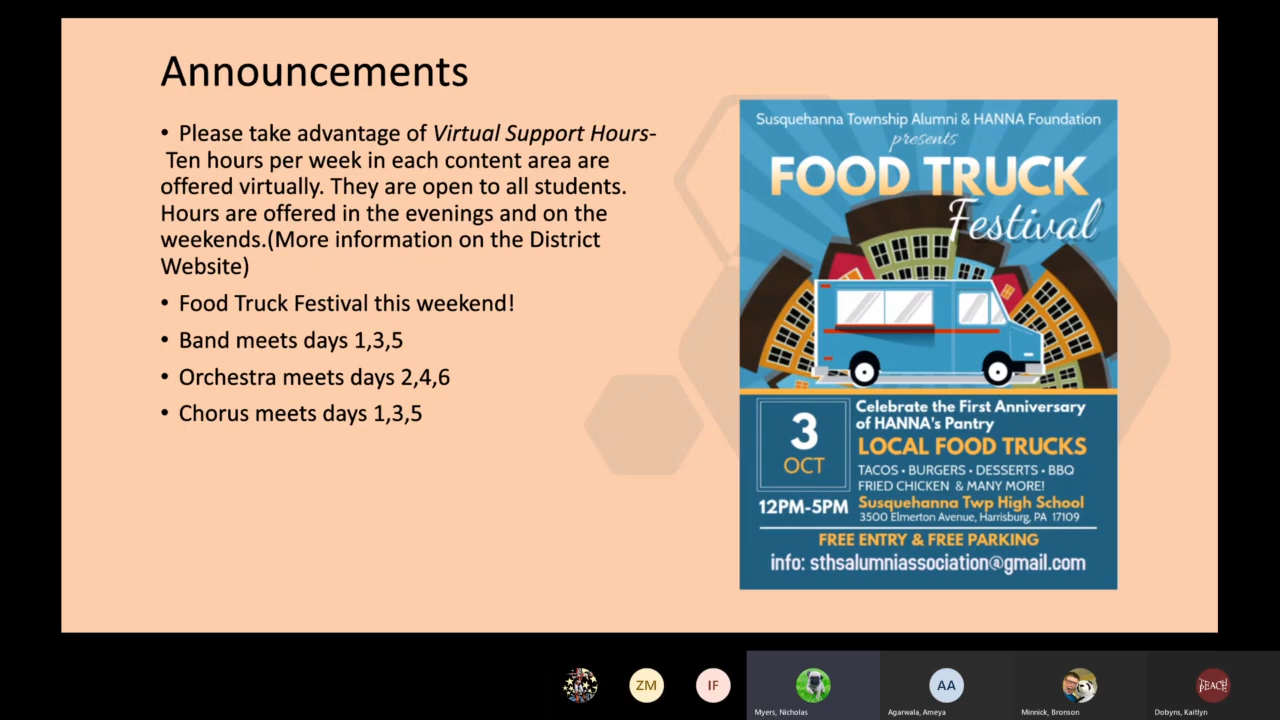 Announcements
• Please take advantage of Virtual Support Hours-
Ten hours per week in each content area are
offered virtually. They are open to all students.
Hours are offered in the evenings and on the
weekends.(More information on the District
Website)
• Food Truck Festival this weekend!
• Band meets days 1,3,5
• Orchestra meets days 2,4,6
• Chorus meets days 1,3,5
Susquehanna Township Alumni & HANNA Foundation
presents
FOOD TRUCK
Festival
3
OCT
12PM-5PM
Celebrate the First Anniversary
of HANNA's Pantry
LOCAL FOOD TRUCKS
TACOS • BURGERS • DESSERTS • BBQ
FRIED CHICKEN & MANY MORE!
Susquehanna Twp High School
3500 Elmerton Avenue, Harrisburg, PA 17109
FREE ENTRY & FREE PARKING
info: sthsalumniassociation@gmail.com
ZM
IF
Myers, Nicholas
AA
Agarwala, Ameya
Minnick, Bronson
TEACH
Dobyns, Kaitlyn